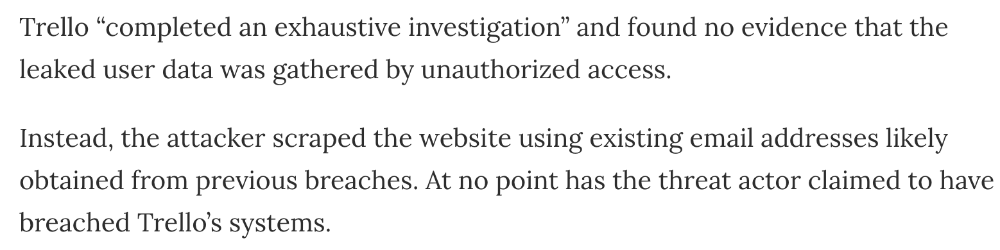 Trello “completed an exhaustive investigation” and found no evidence that the
leaked user data was gathered by unauthorized access.
Instead, the attacker scraped the website using existing email addresses likely
obtained from previous breaches. At no point has the threat actor claimed to have
breached Trello’s systems.